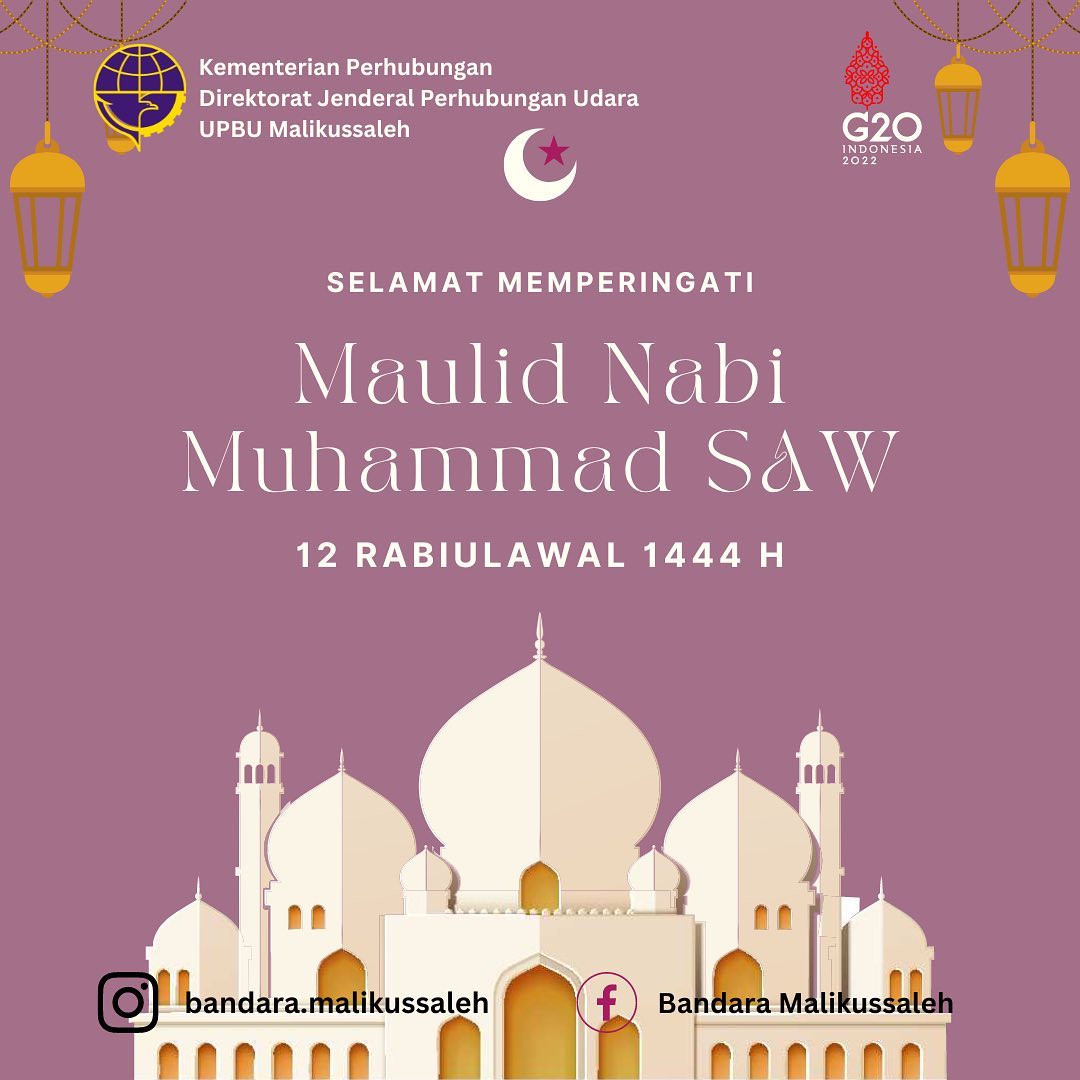 Kementerian Perhubungan
Direktorat Jenderal Perhubungan Udara
UPBU Malikussaleh
G20
INDONESIA
2022
SELAMAT MEMPERINGATI
Maulid Nabi
Muhammad SAW
12 RABIULAWAL 1444 H
bandara.malikussaleh
Bandara Malikussaleh